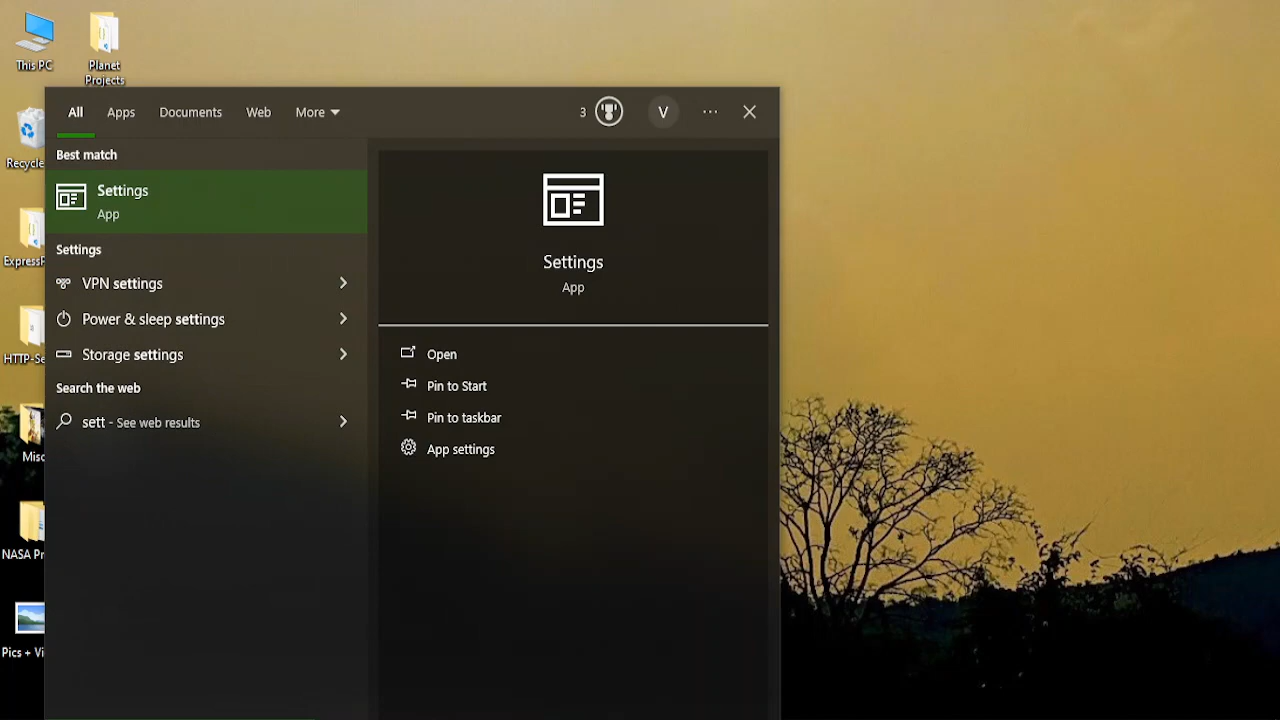 This PC
Planet
Projects
Recycle
ExpressP
HTTP-Se
Misc
NASA Pr
Pics + Vi
All
Apps
Documents
Web
More
3
V
Best match
Settings
App
Settings
VPN settings
Power & sleep settings
Storage settings
Search the web
sett - See web results
Settings
App
Open
Pin to Start
Pin to taskbar
App settings